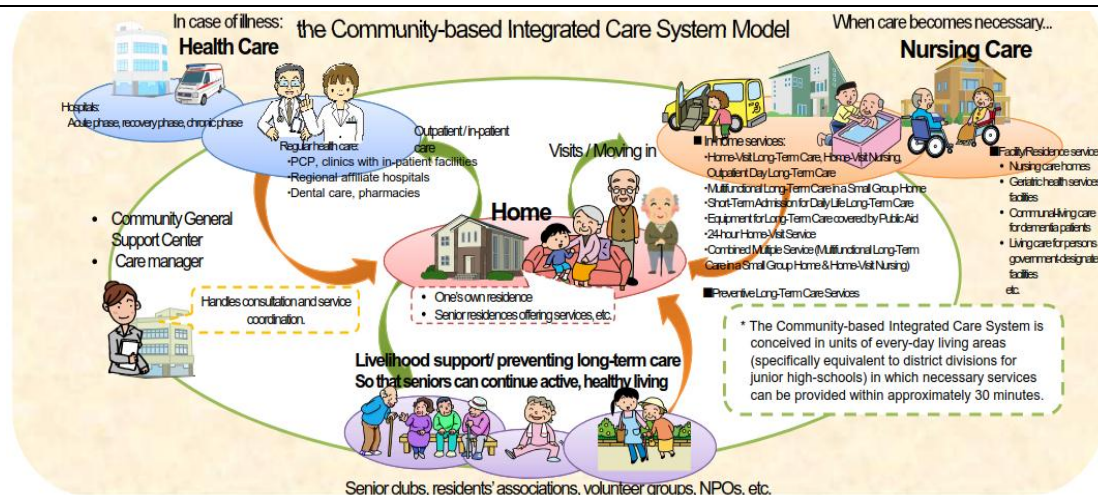 the Community-based Integrated Care System Model
In case of illness:
Health Care
Hospitals:
Acute phase, recovery phase, chronic phase
Regular health care:
•PCP, clinics with in-patient facilities
•Regional affiliate hospitals
•Dental care, pharmacies
Outpatient / in-patient
care
When care becomes necessary...
Nursing Care
Visits / Moving in
■ In-home services:
•Home-Visit Long-Term Care, Home-Visit Nursing,
Outpatient Day Long-Term Care
•Multifunctional Long-Term Care in a Small Group Home
•Short-Term Admission for Daily Life Long-Term Care
•Equipment for Long-Term Care covered by Public Aid
•24-hour Home-Visit Service
•Combined Multiple Service (Multifunctional Long-Term
Care in a Small Group Home & Home-Visit Nursing)
■Preventive Long-Term Care Services
■Facility/Residence service
• Nursing care homes
• Geriatric health services
facilities
• Communal-living care
for dementia patients
• Living care for persons
government-designate
facilities
etc.
• Community General
Support Center
• Care manager
Handles consultation and service
coordination.
Home
• One's own residence
• Senior residences offering services, etc.
Livelihood support/ preventing long-term care
So that seniors can continue active, healthy living
* The Community-based Integrated Care System is
conceived in units of every-day living areas
(specifically equivalent to district divisions for
junior high-schools) in which necessary services
can be provided within approximately 30 minutes.
Senior clubs, residents' associations, volunteer groups, NPOs, etc.